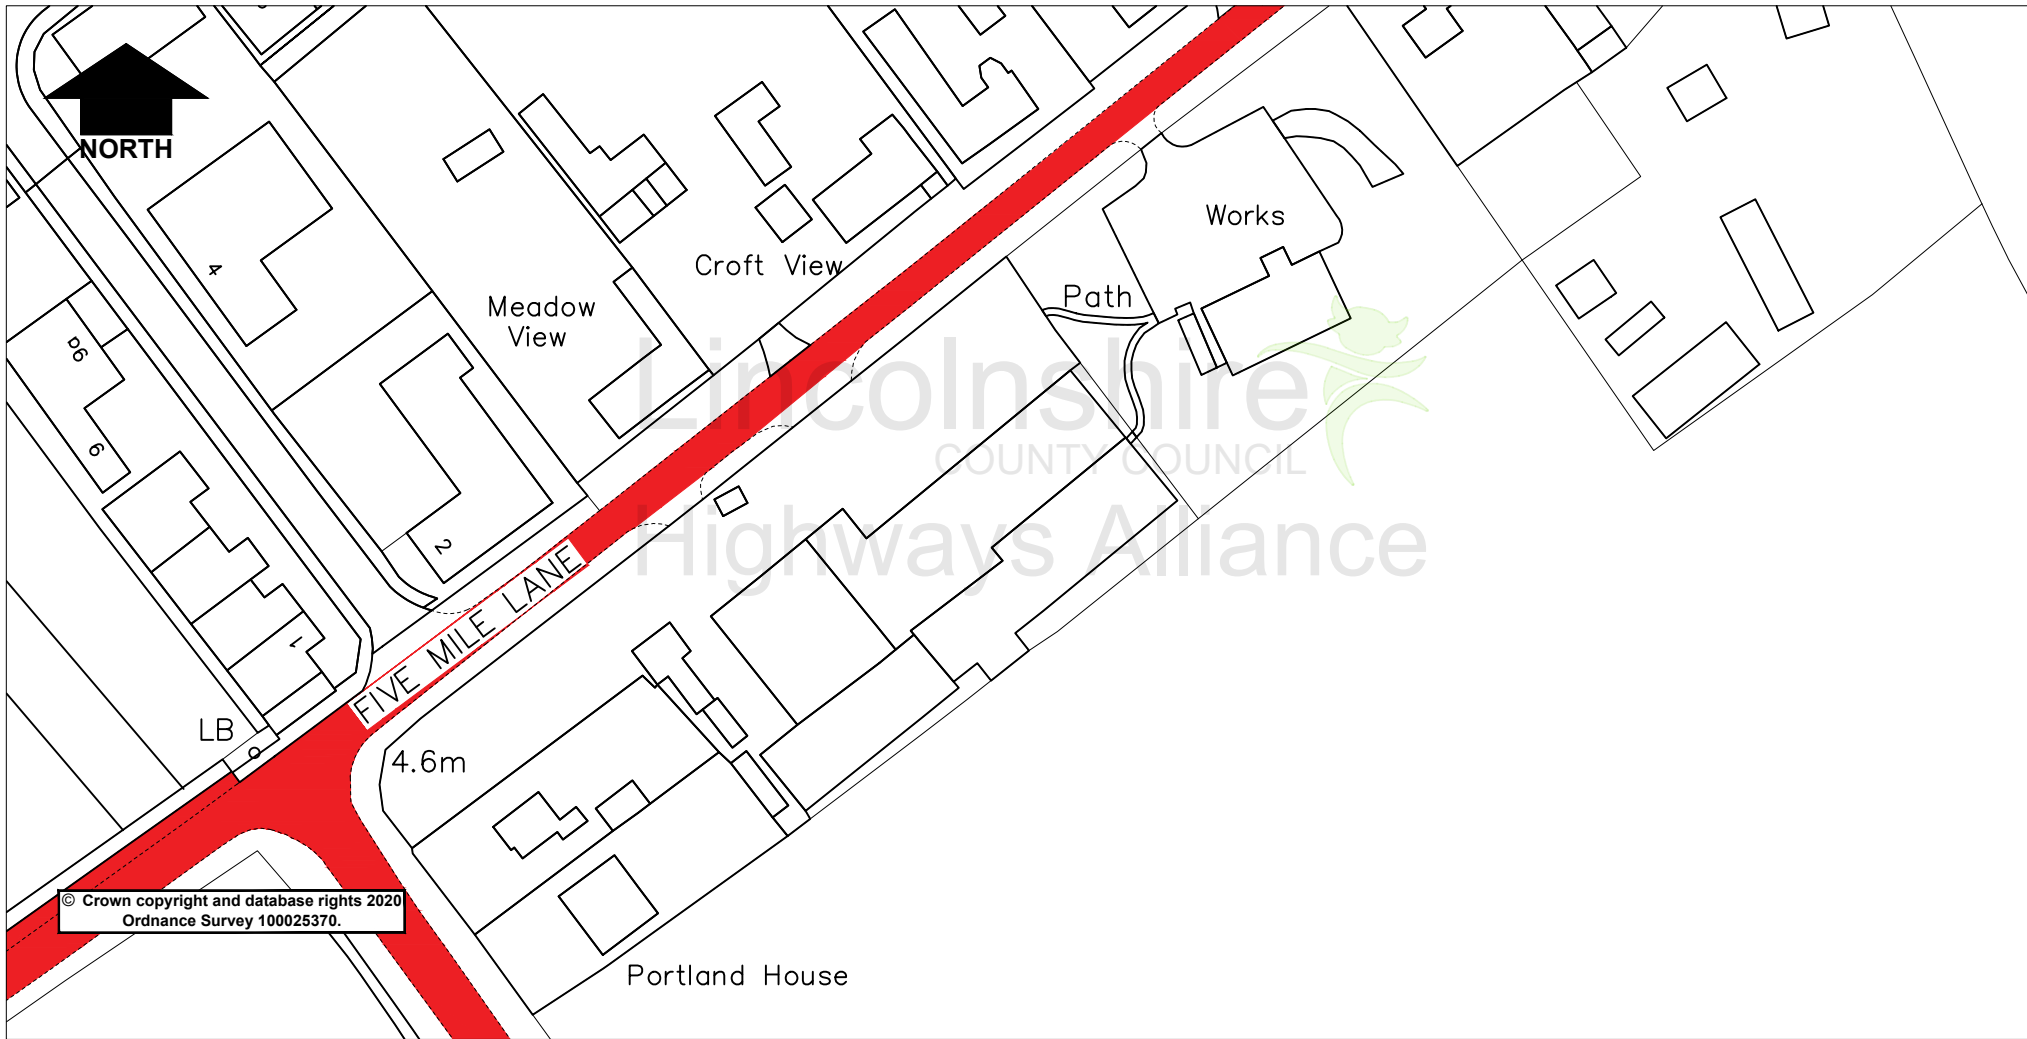 NORTH
4
Croft View
Works
Meadow
View
Path
9a
6
Lincolnshire
COUNTY COUNCIL
Highways Alliance
2
FIVE MILE LANE
1
LB
4.6m
© Crown copyright and database rights 2020
Ordnance Survey 100025370.
Portland House